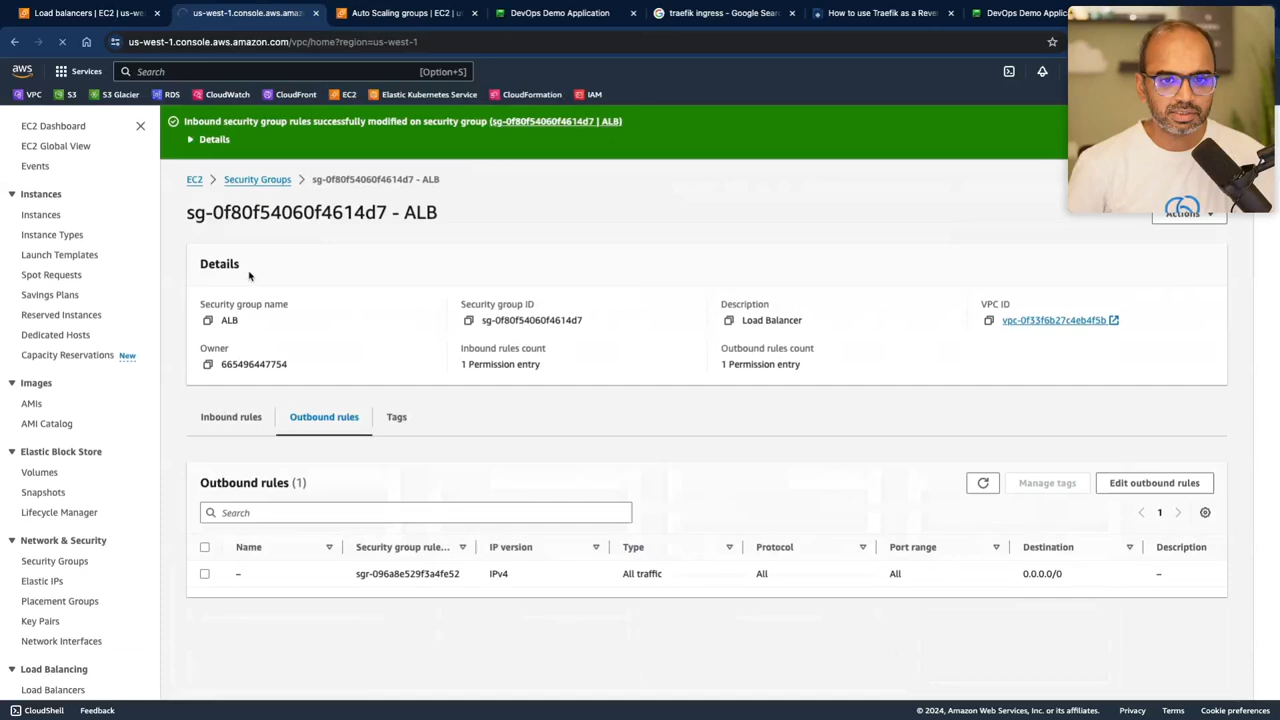 Load balancers | EC2 | us-wes
us-west-1.console.aws.amazon
Auto Scaling groups | EC2 | u
DevOps Demo Application
traefik ingress - Google Sear
How to use Traefik as a Rever
DevOps Demo Appl
us-west-1.console.aws.amazon.com/vpc/home?region=us-west-1
aws
Services
Search
[Option+S]
VPC
S3
S3 Glacier
RDS
CloudWatch
CloudFront
EC2
Elastic Kubernetes Service
CloudFormation
IAM
EC2 Dashboard
EC2 Global View
Events
Instances
Instances
Instance Types
Launch Templates
Spot Requests
Savings Plans
Reserved Instances
Dedicated Hosts
Capacity Reservations New
Images
AMIs
AMI Catalog
Elastic Block Store
Volumes
Snapshots
Lifecycle Manager
Network & Security
Security Groups
Elastic IPs
Placement Groups
Key Pairs
Network Interfaces
Load Balancing
Load Balancers
Inbound security group rules successfully modified on security group (sg-0f80f54060f4614d7 | ALB)
Details
EC2
Security Groups
sg-0f80f54060f4614d7 - ALB
sg-0f80f54060f4614d7 - ALB
Actions
Details
Security group name
ALB
Security group ID
sg-0f80f54060f4614d7
Description
Load Balancer
VPC ID
vpc-0f33f6b27c4eb4f5b
Owner
665496447754
Inbound rules count
1 Permission entry
Outbound rules count
1 Permission entry
Inbound rules
Outbound rules
Tags
Outbound rules (1)
Manage tags
Edit outbound rules
Search
1
Name
Security group rule...
IP version
Type
Protocol
Port range
Destination
Description
–
sgr-096a8e529f3a4fe52
IPv4
All traffic
All
All
0.0.0.0/0
–
CloudShell
Feedback
© 2024, Amazon Web Services, Inc. or its affiliates.
Privacy
Terms
Cookie preferences